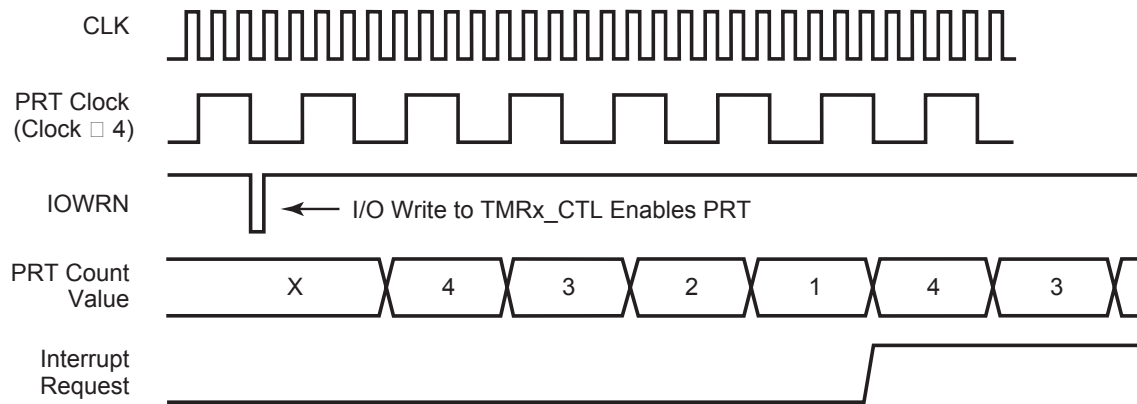 CLK
PRT Clock
(Clock □ 4)
IOWRN
I/O Write to TMRx_CTL Enables PRT
PRT Count
Value
X 4 3 2 1 4 3
Interrupt
Request